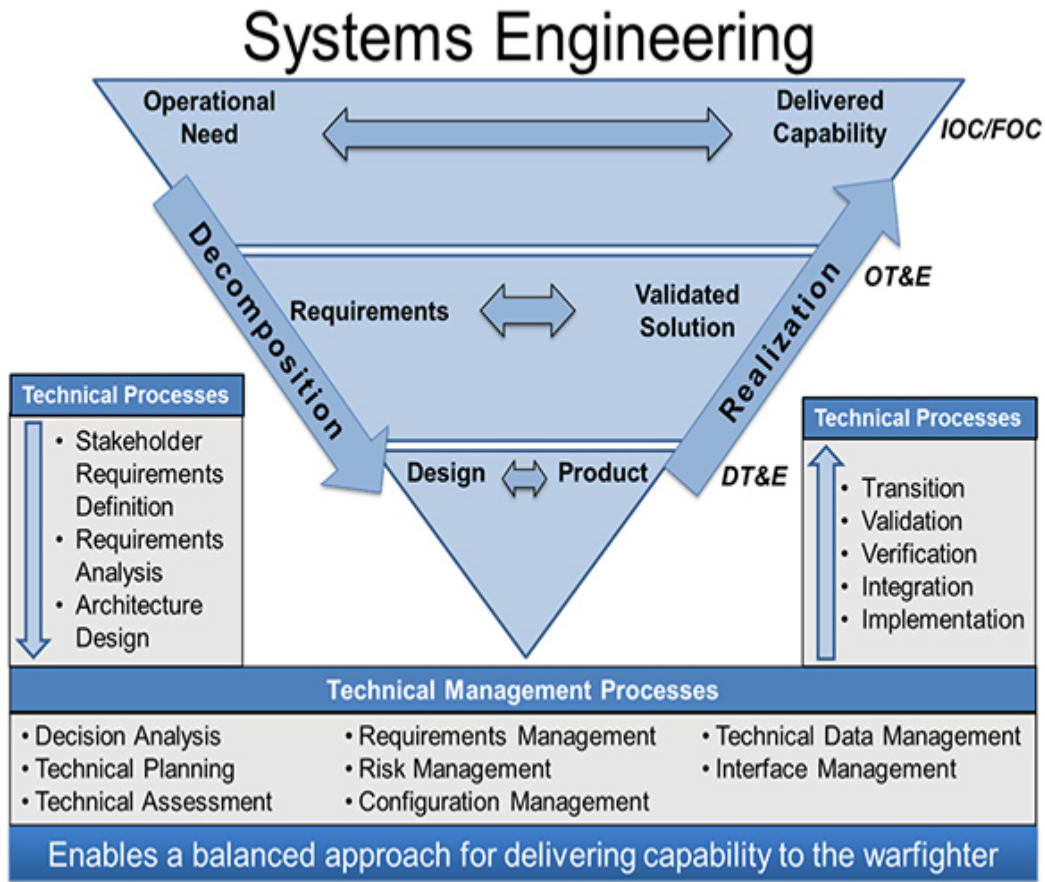 Systems Engineering
Operational
Need
Delivered
Capability
IOC/FOC
Decomposition
Realization
OT&E
Requirements
Validated
Solution
Design
Product
DT&E
Technical Processes
• Stakeholder
Requirements
Definition
• Requirements
Analysis
• Architecture
Design
Technical Processes
• Transition
• Validation
• Verification
• Integration
• Implementation
Technical Management Processes
• Decision Analysis
• Technical Planning
• Technical Assessment
• Requirements Management
• Risk Management
• Configuration Management
• Technical Data Management
• Interface Management
Enables a balanced approach for delivering capability to the warfighter